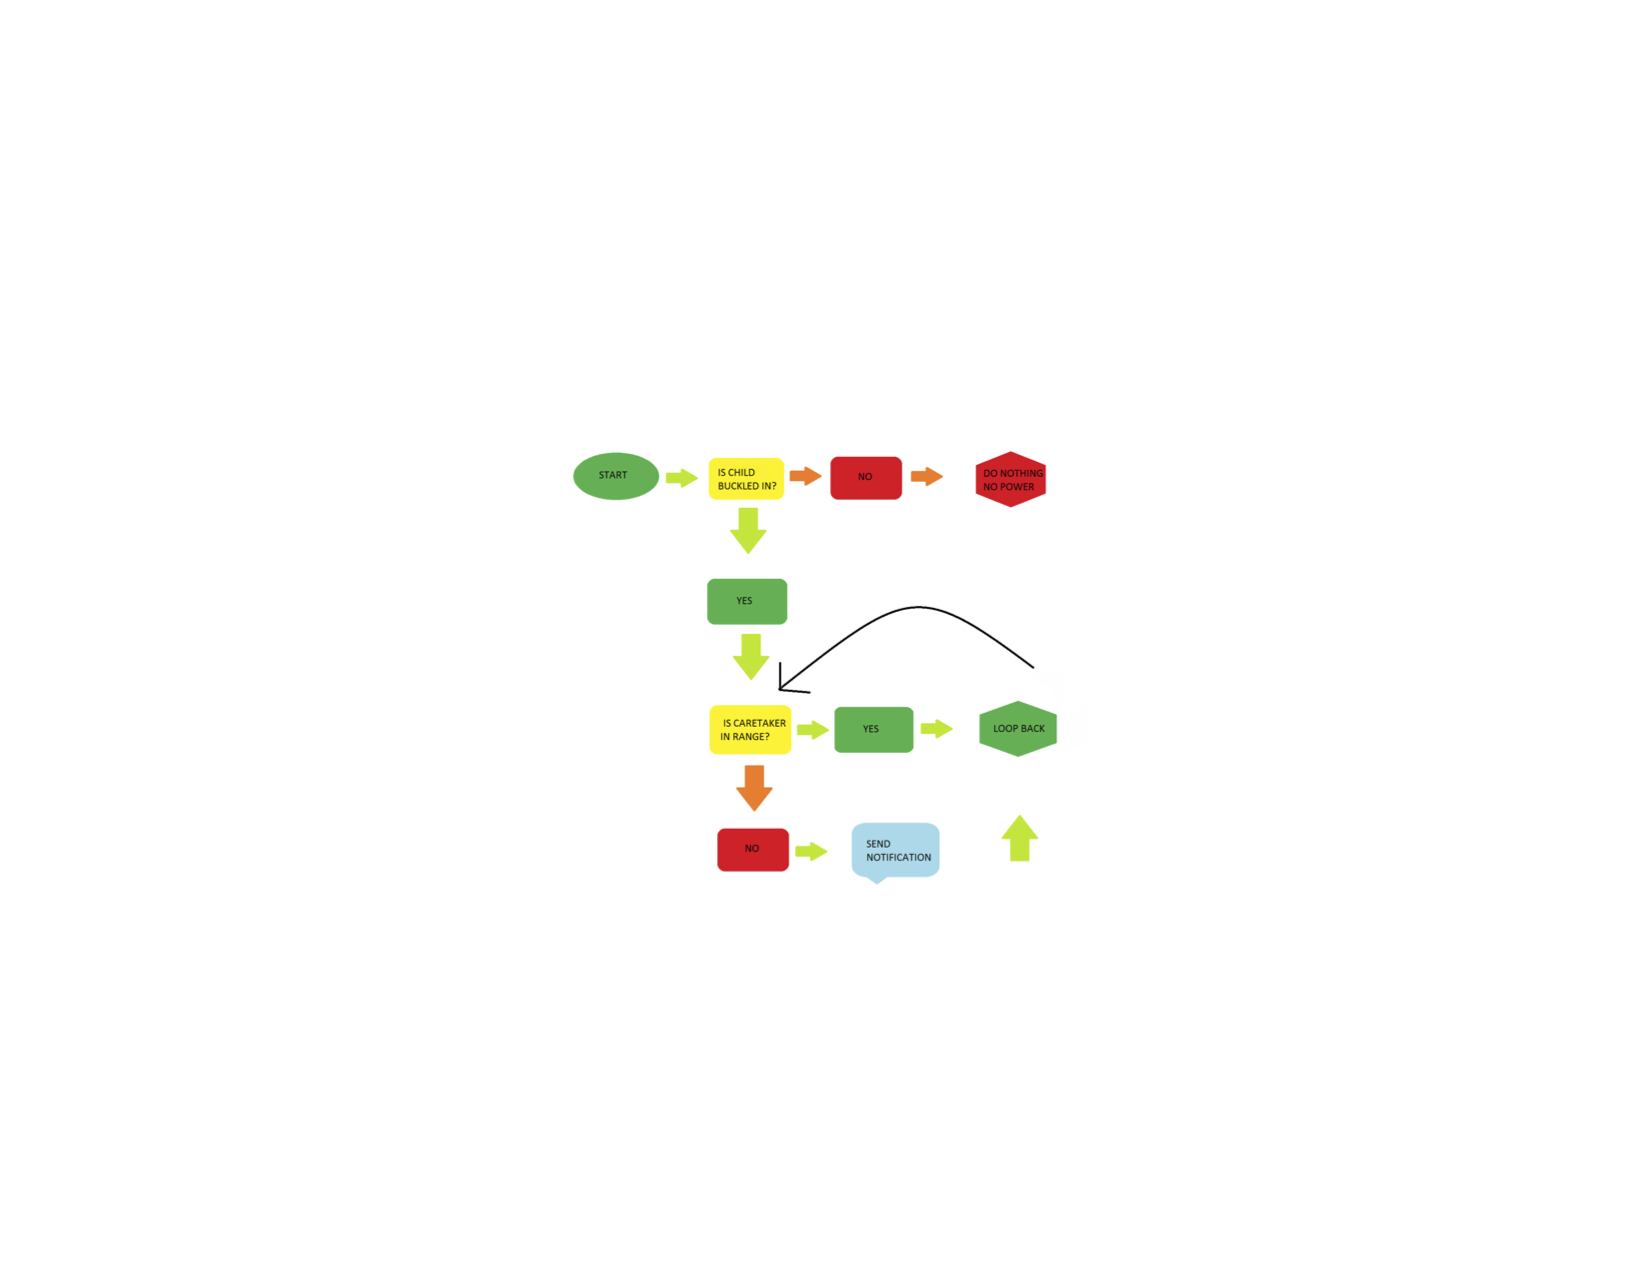 START
IS CHILD
BUCKLED IN?
NO
DO NOTHING
NO POWER
YES
IS CARETAKER
IN RANGE?
YES
LOOP BACK
NO
SEND
NOTIFICATION